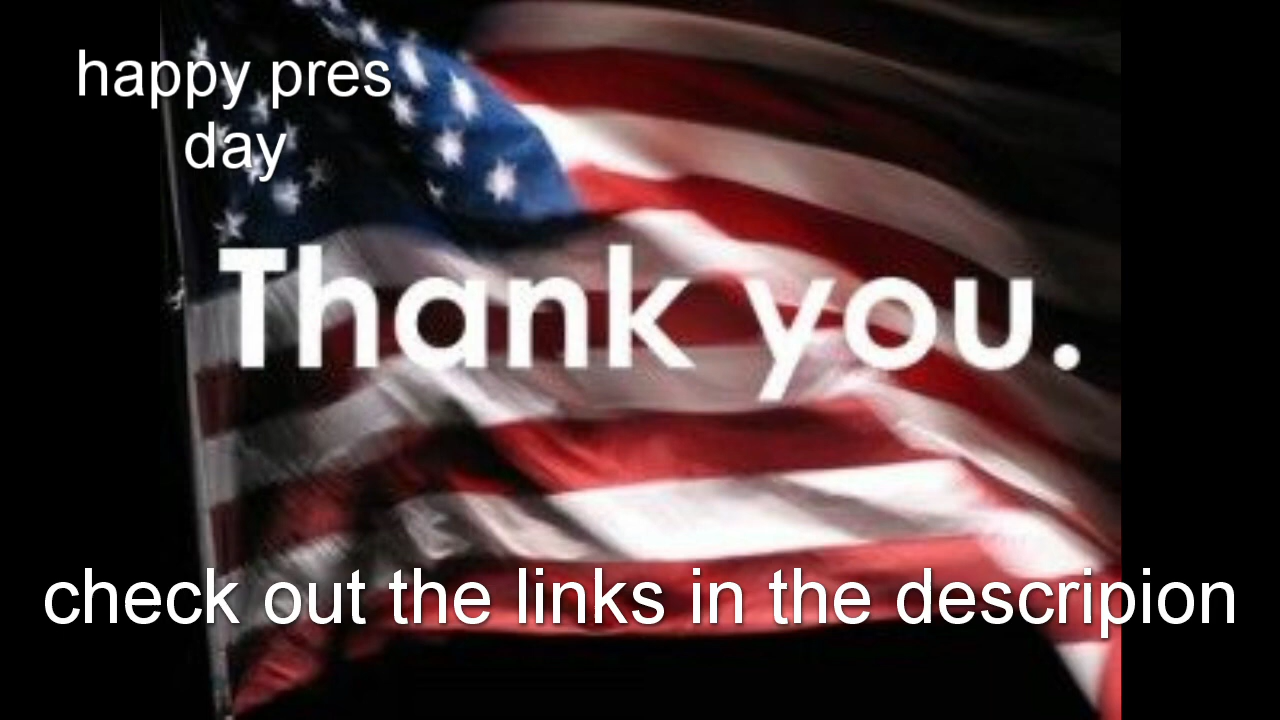 happy pres
day
Thank you.
check out the links in the descripion